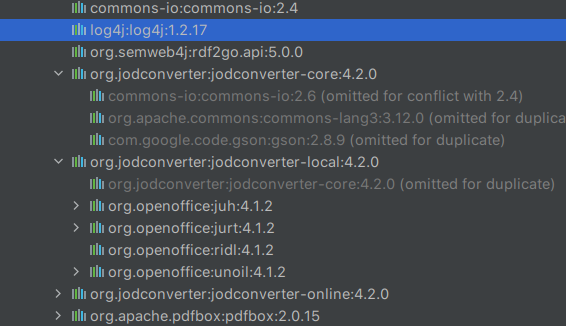 commons-io:commons-io:2.4
log4j:log4j:1.2.17
org.semweb4j:rdf2go.api:5.0.0
org.jodconverter:jodconverter-core:4.2.0
commons-io:commons-io:2.6 (omitted for conflict with 2.4)
org.apache.commons:commons-lang3:3.12.0 (omitted for duplica
com.google.code.gson:gson:2.8.9 (omitted for duplicate)
org.jodconverter:jodconverter-local:4.2.0
org.jodconverter:jodconverter-core:4.2.0 (omitted for duplicate)
org.openoffice:juh:4.1.2
org.openoffice:jurt:4.1.2
org.openoffice:ridl:4.1.2
org.openoffice:unoil:4.1.2
org.jodconverter:jodconverter-online:4.2.0
org.apache.pdfbox:pdfbox:2.0.15